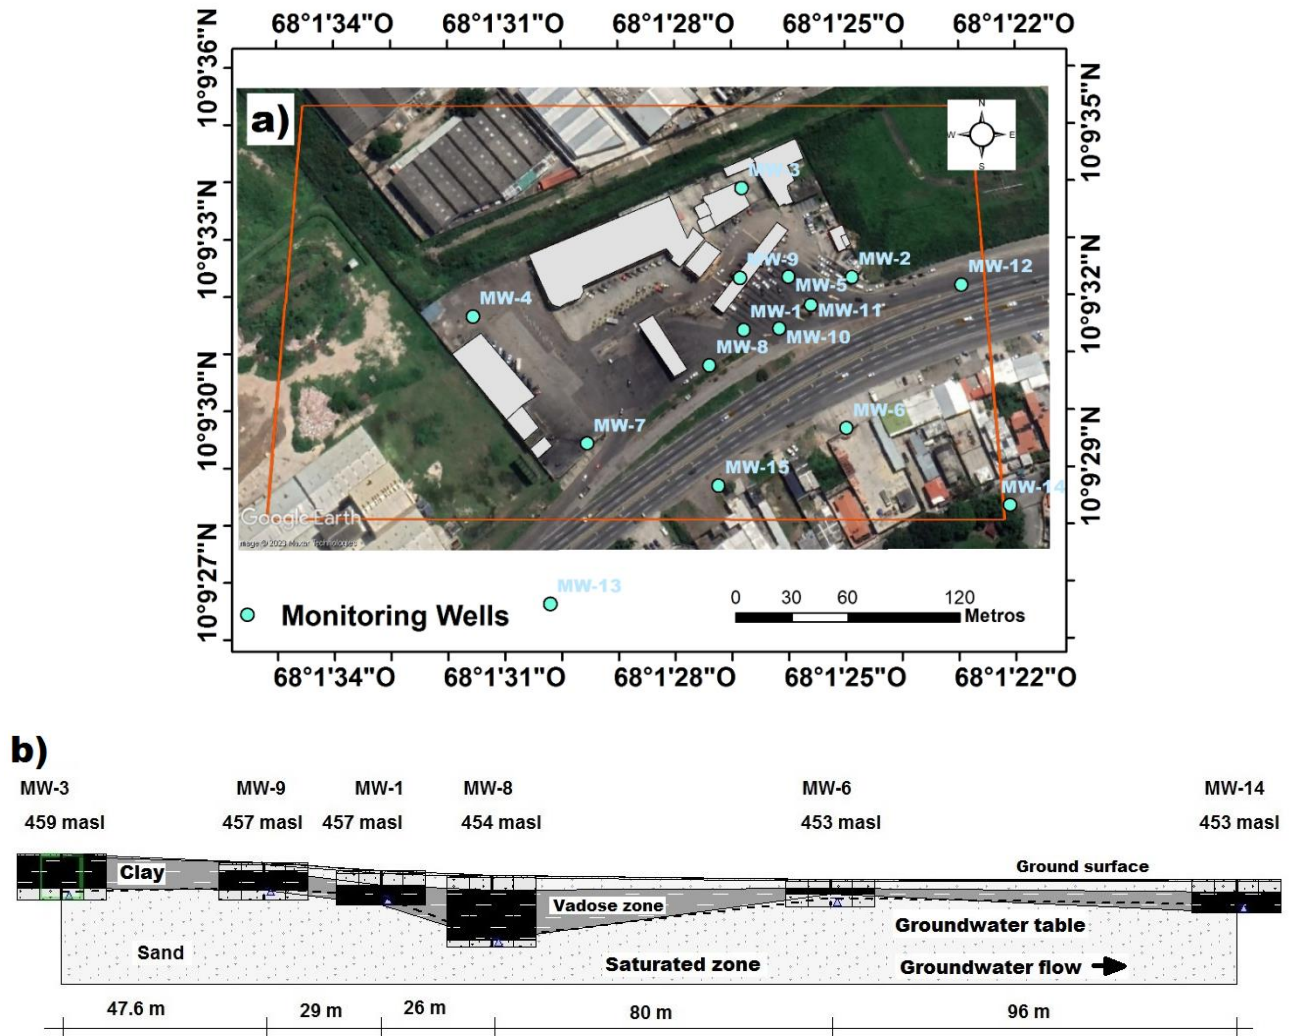 68°1'34"O 68°1'31"O 68°1'28"O 68°1'25"O 68°1'22"O
10°9'36"N
10°9'35"N
a)
N
W E
S
MW-3
10°9'33"N
10°9'32"N
MW-9
MW-2
MW-12
MW-5
MW-4
MW-1
MW-11
MW-10
MW-8
10°9'30"N
10°9'29"N
MW-6
MW-7
MW-15
MW-14
Google Earth
Image © 2023 Maxar Technologies
10°9'27"N
MW-13
Monitoring Wells
0 30 60 120
Metros
68°1'34"O 68°1'31"O 68°1'28"O 68°1'25"O 68°1'22"O
b)
MW-3 MW-9 MW-1 MW-8 MW-6 MW-14
459 masl 457 masl 457 masl 454 masl 453 masl 453 masl
Ground surface
Clay
Vadose zone
Groundwater table
Sand
Saturated zone
Groundwater flow
47.6 m 29 m 26 m 80 m 96 m